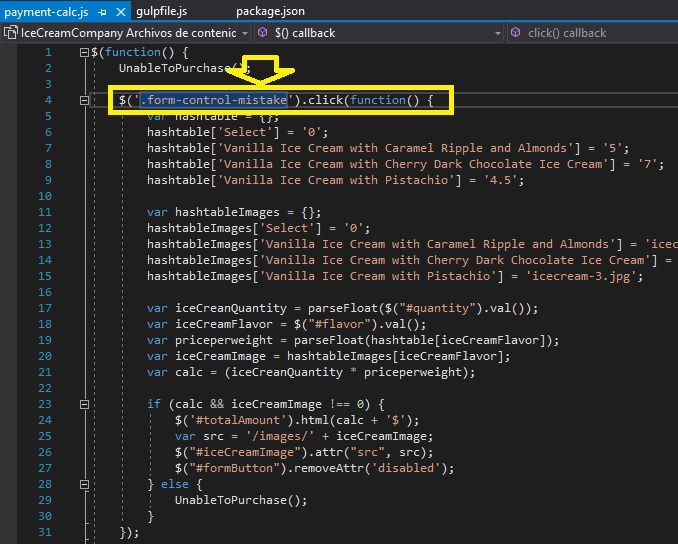 payment-calc.js gulpfile.js package.json
IceCreamCompany Archivos de contenic $() callback click() callback
1 $(function() {
2 UnableToPurchase();
3
4 $('.form-control-mistake').click(function() {
5 var hashtable = {};
6 hashtable['Select'] = '0';
7 hashtable['Vanilla Ice Cream with Caramel Ripple and Almonds'] = '5';
8 hashtable['Vanilla Ice Cream with Cherry Dark Chocolate Ice Cream'] = '7';
9 hashtable['Vanilla Ice Cream with Pistachio'] = '4.5';
10
11 var hashtableImages = {};
12 hashtableImages['Select'] = '0';
13 hashtableImages['Vanilla Ice Cream with Caramel Ripple and Almonds'] = 'icec
14 hashtableImages['Vanilla Ice Cream with Cherry Dark Chocolate Ice Cream'] =
15 hashtableImages['Vanilla Ice Cream with Pistachio'] = 'icecream-3.jpg';
16
17 var iceCreanQuantity = parseFloat($("#quantity").val());
18 var iceCreamFlavor = $("#flavor").val();
19 var priceperweight = parseFloat(hashtable[iceCreamFlavor]);
20 var iceCreamImage = hashtableImages[iceCreamFlavor];
21 var calc = (iceCreanQuantity * priceperweight);
22
23 if (calc && iceCreamImage !== 0) {
24 $('#totalAmount').html(calc + '$');
25 var src = '/images/' + iceCreamImage;
26 $("#iceCreamImage").attr("src", src);
27 $("#formButton").removeAttr('disabled');
28 } else {
29 UnableToPurchase();
30 }
31 });